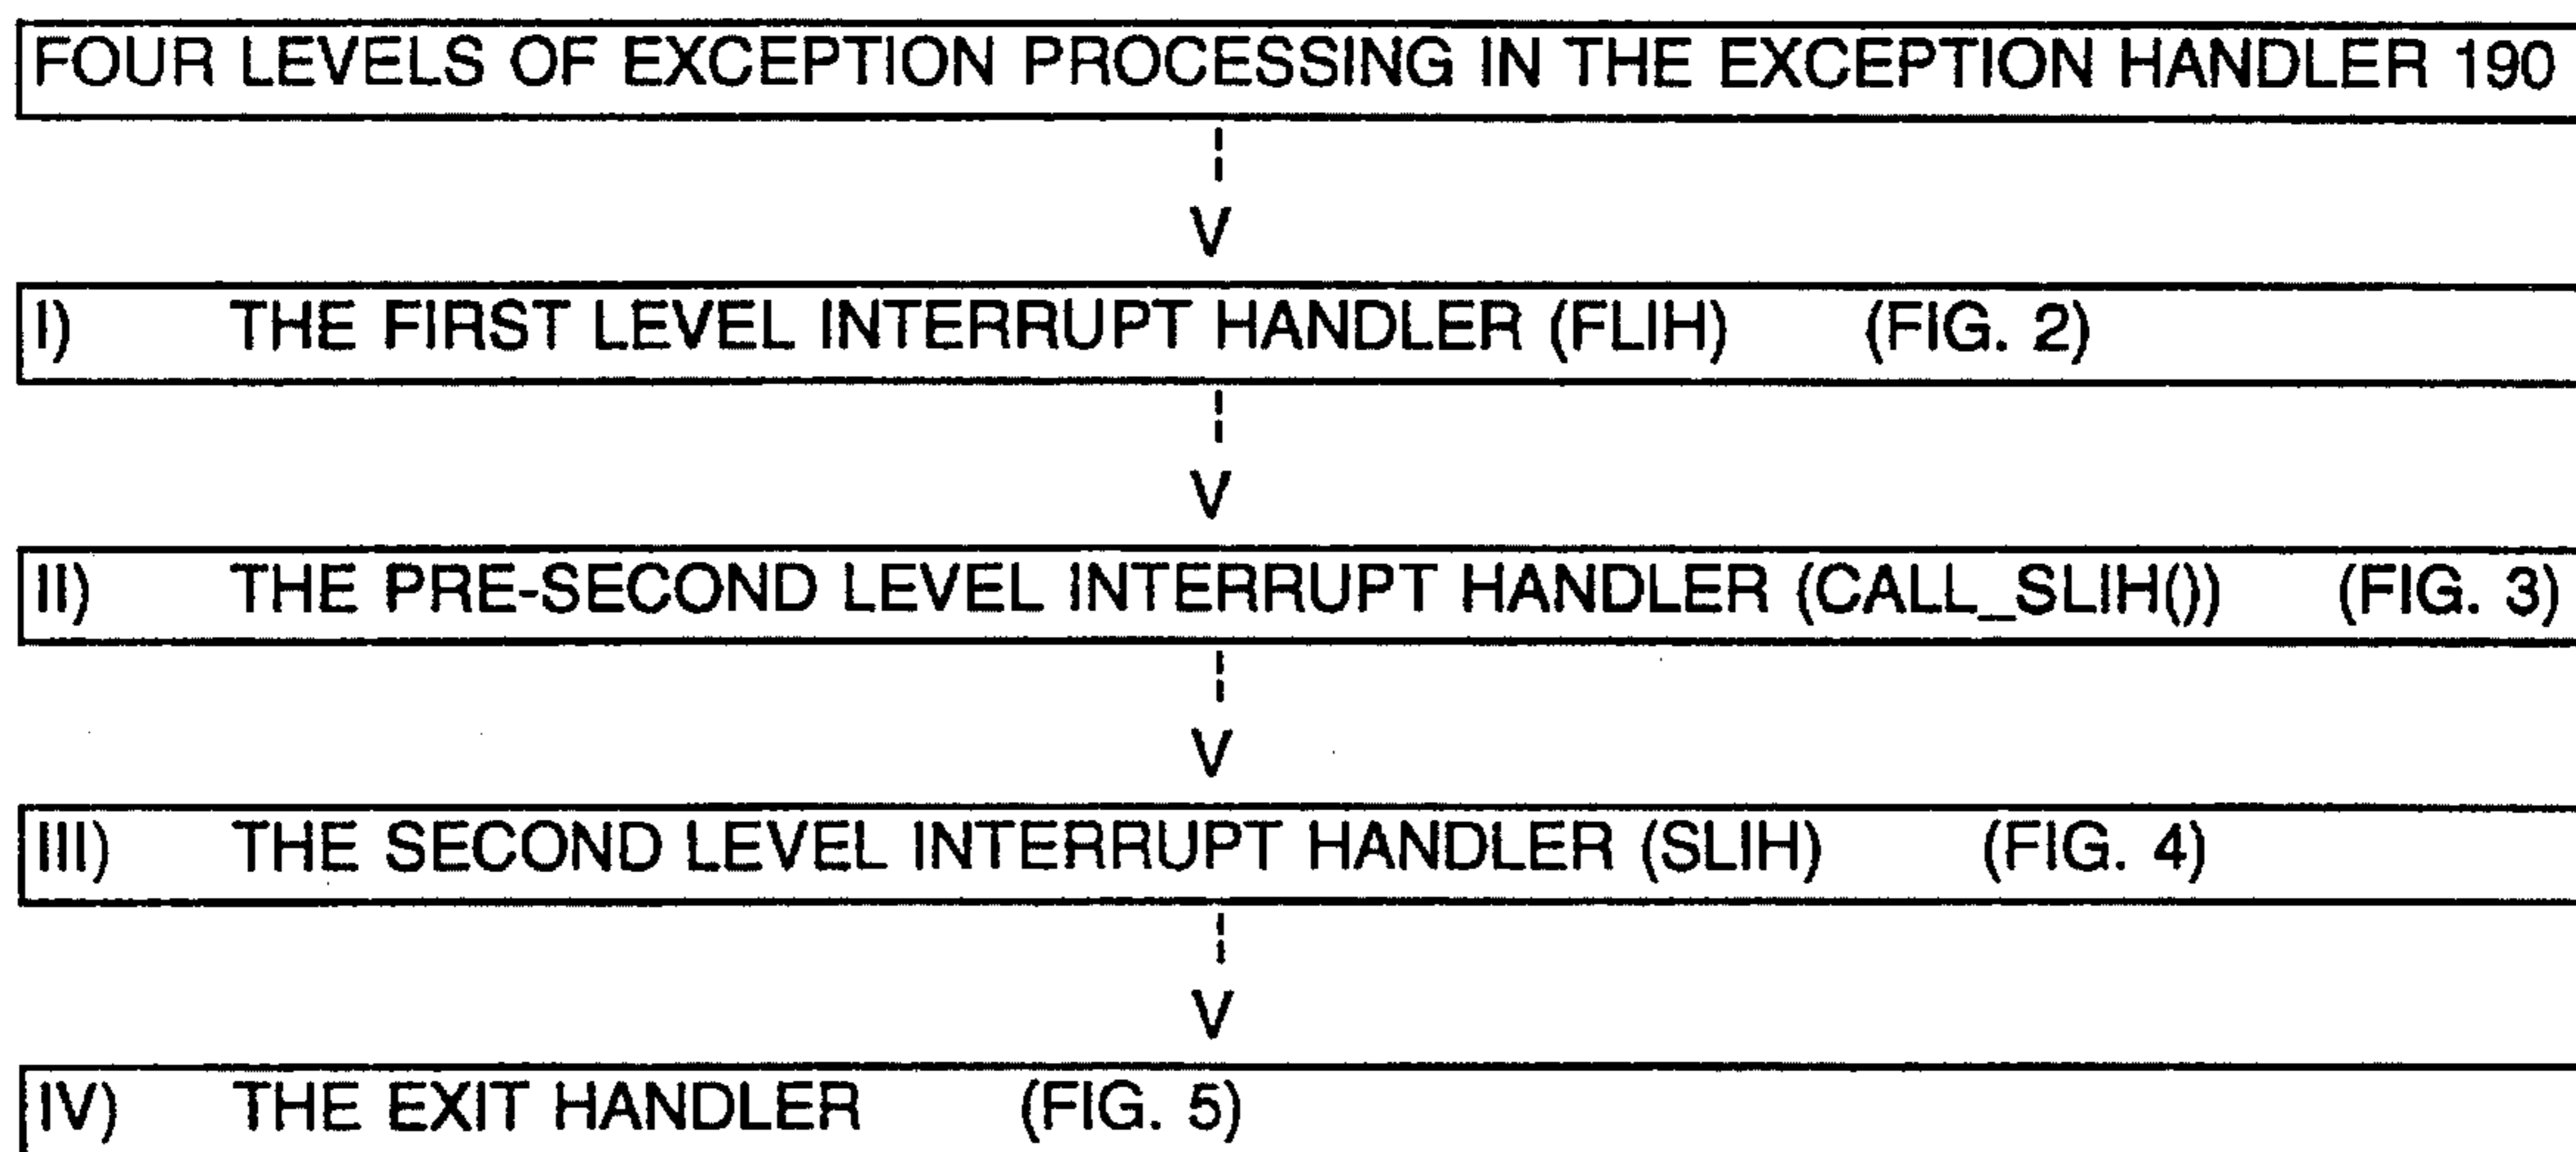 FOUR LEVELS OF EXCEPTION PROCESSING IN THE EXCEPTION HANDLER 190
V
I) THE FIRST LEVEL INTERRUPT HANDLER (FLIH) (FIG. 2)
V
II) THE PRE-SECOND LEVEL INTERRUPT HANDLER (CALL_SLIH()) (FIG. 3)
V
III) THE SECOND LEVEL INTERRUPT HANDLER (SLIH) (FIG. 4)
V
IV) THE EXIT HANDLER (FIG. 5)